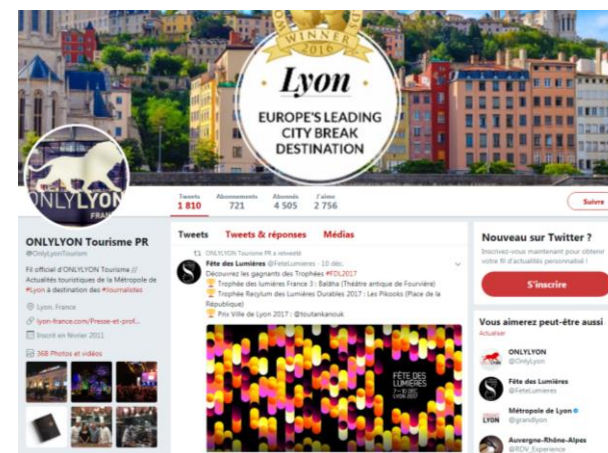 WINNER
2016
Lyon
EUROPE'S LEADING
CITY BREAK
DESTINATION
ONLYLYON
FRANCE
Tweets
1 810
Abonnements
721
Abonnés
4 505
J'aime
2 756
Suivre
ONLYLYON Tourisme PR
@OnlyLyonTourism
Fil officiel d'ONLYLYON Tourisme //
Actualités touristiques de la Métropole de
#Lyon à destination des #journalistes
Lyon, France
lyon-france.com/Presse-et-prof...
Inscrit en février 2011
368 Photos et vidéos
Tweets Tweets & réponses Médias
ONLYLYON Tourisme PR a retweeté
Fête des Lumières @FeteLumieres · 10 déc.
Découvrez les gagnants des Trophées #FDL2017
Trophée des lumières France 3 : Balaha (Théâtre antique de Fourvière)
Trophée Recylum des Lumières Durables 2017 : Les Pikooks (Place de la
République)
Prix Ville de Lyon 2017 : @toutankanouk
FÊTE DES
LUMIÈRES
7—10 DÉC.
LYON 2017
Nouveau sur Twitter ?
Inscrivez-vous maintenant pour obtenir
votre fil d'actualités personnalisé !
S'inscrire
Vous aimerez peut-être aussi
Actualiser
ONLYLYON
@OnlyLyon
Fête des Lumières
@FeteLumieres
Métropole de Lyon
@grandlyon
Auvergne-Rhône-Alpes
@RDV_Experience